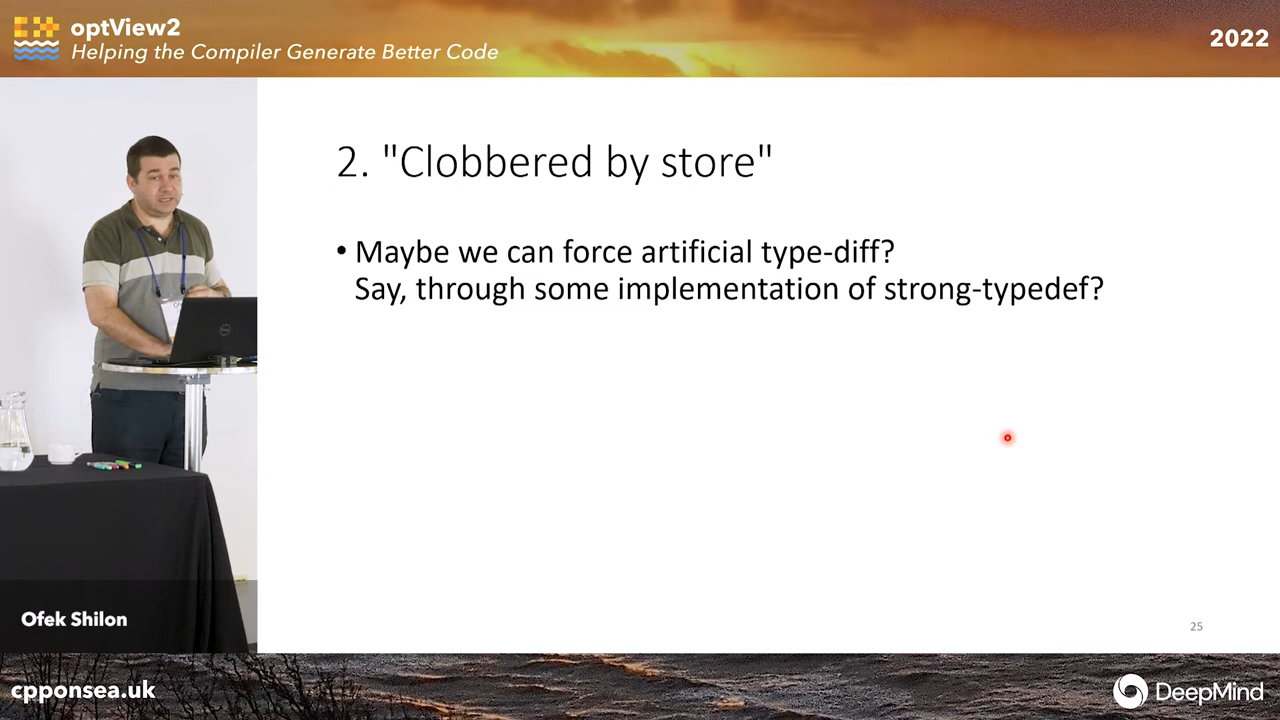 optView2
Helping the Compiler Generate Better Code
2022
2. "Clobbered by store"
• Maybe we can force artificial type-diff?
Say, through some implementation of strong-typedef?
Ofek Shilon
25
cpponsea.uk
DeepMind